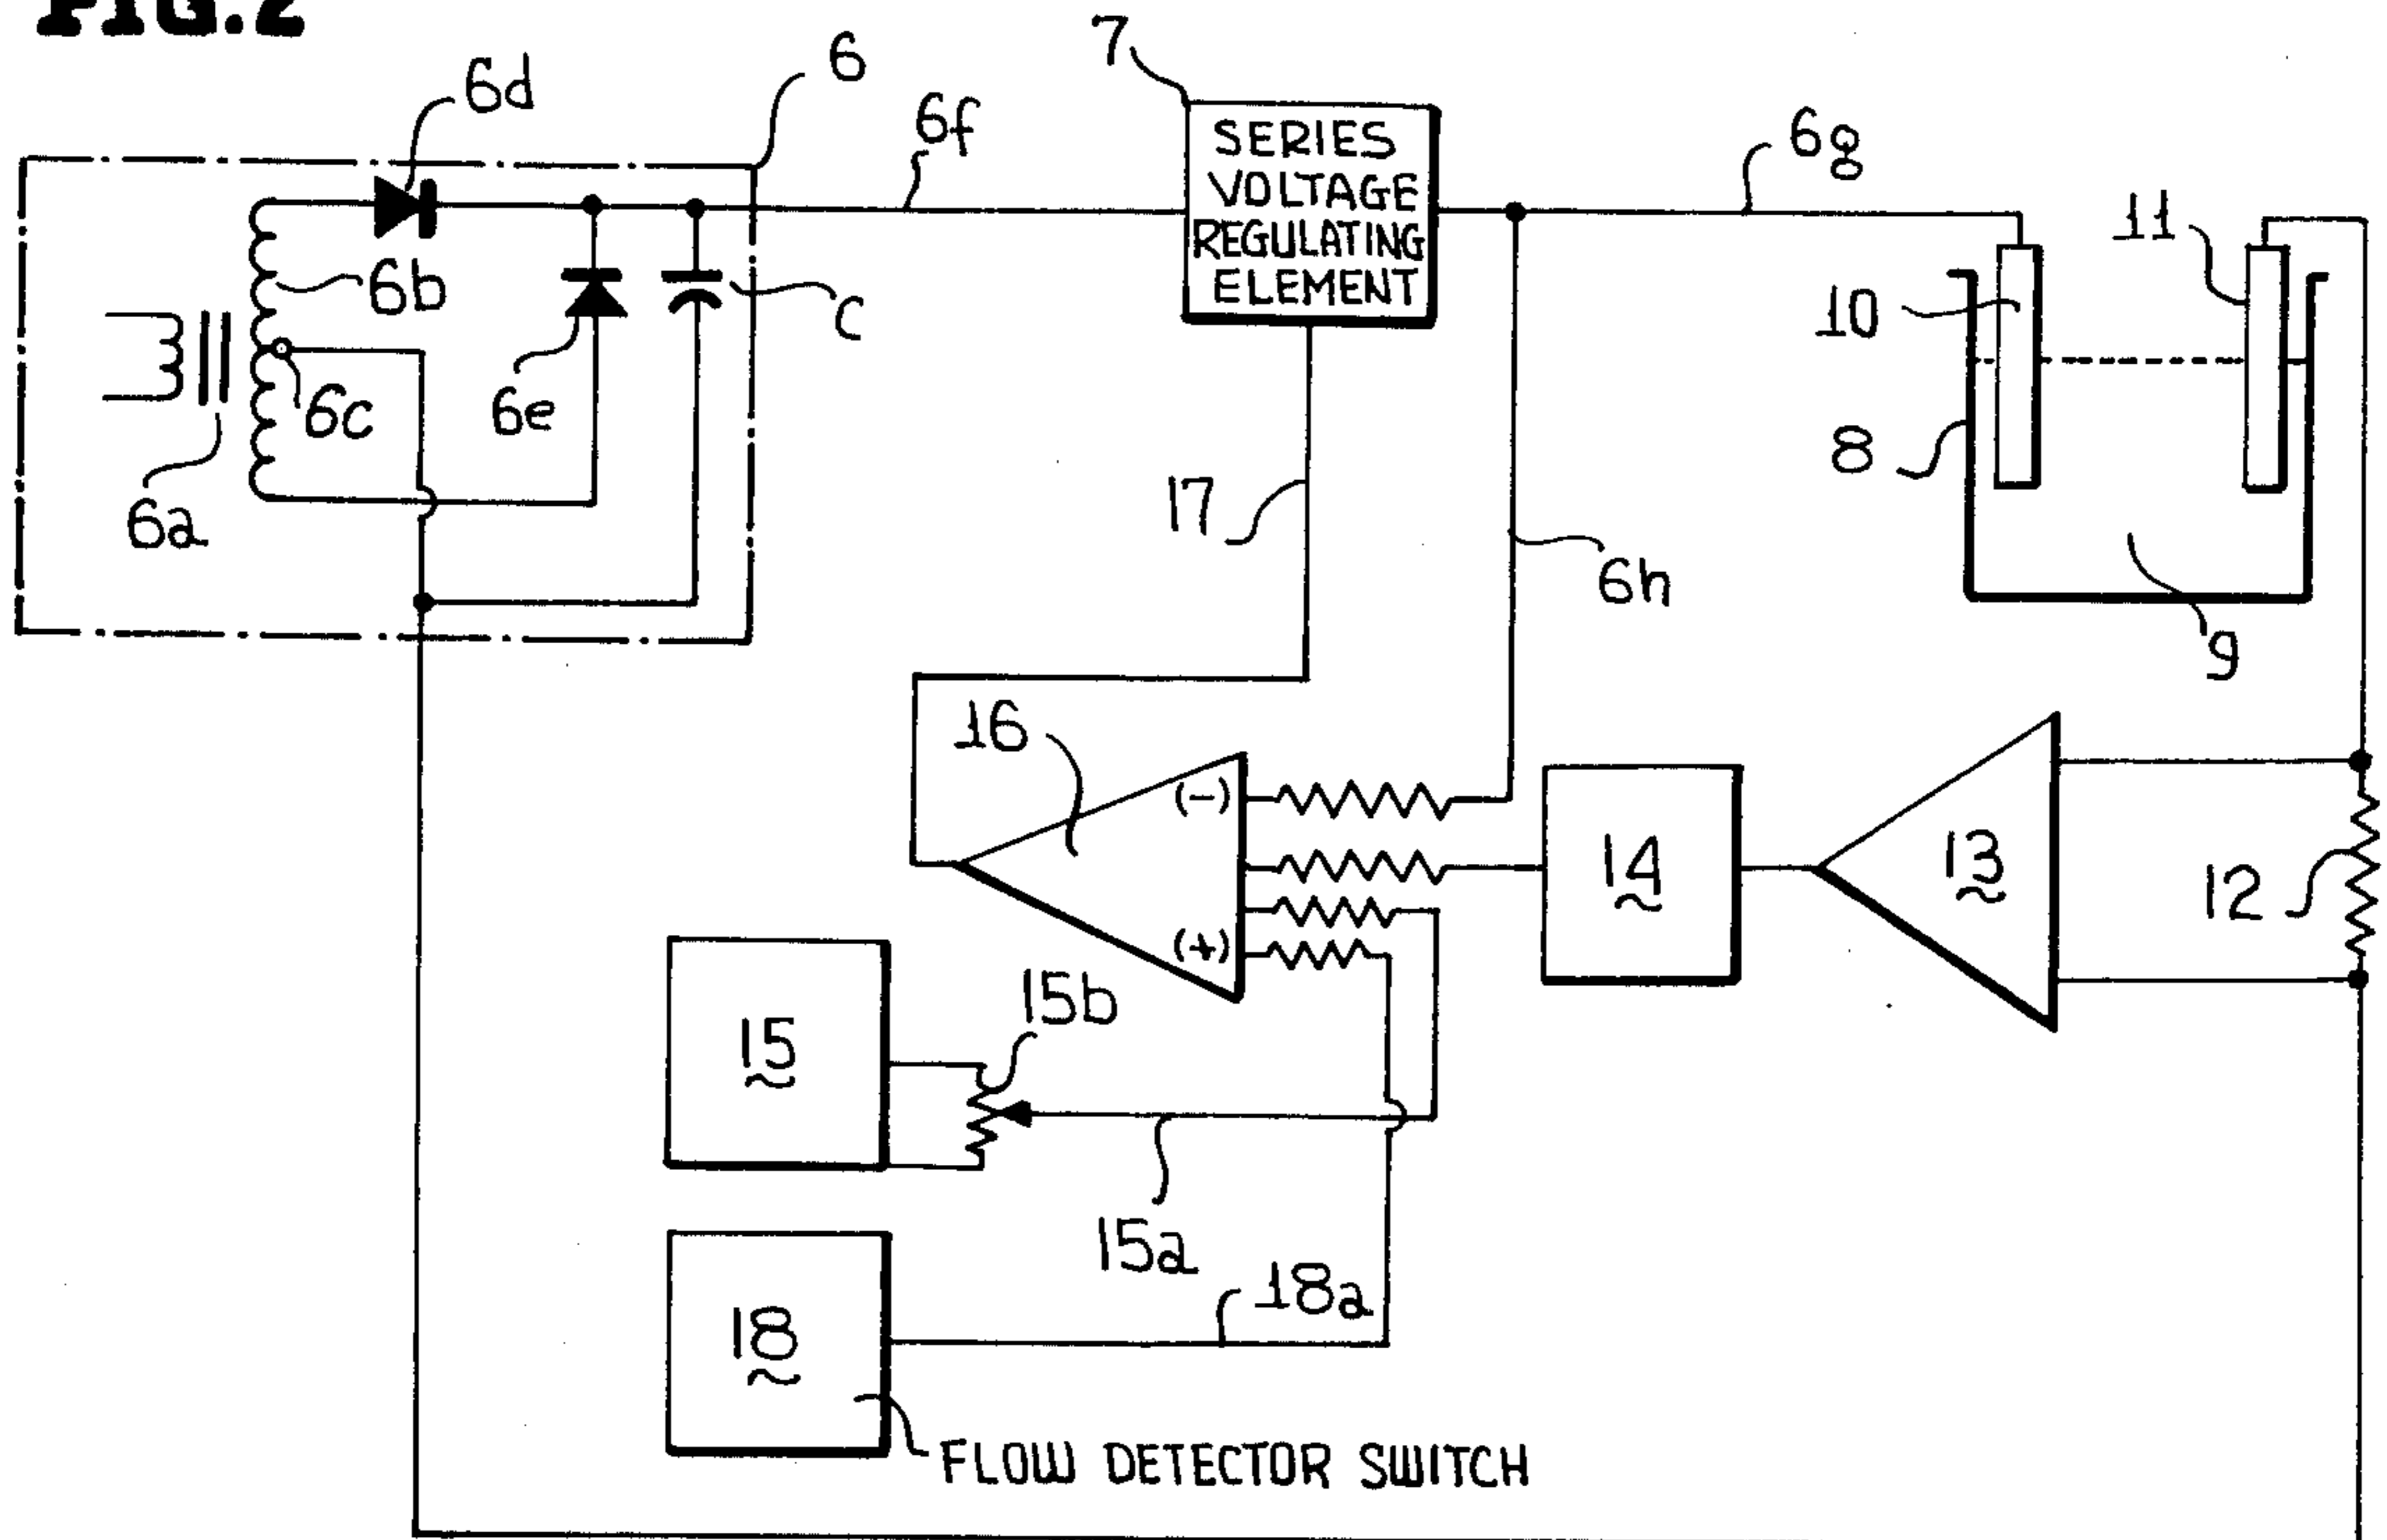 FIG.2
6
7
6d
6f
SERIES
VOLTAGE
REGULATING
ELEMENT
6g
11
6b
C
10
6c
6e
8
6a
17
6h
9
16
(-)
14
13
12
(+)
15b
15
15a
18a
18
FLOW DETECTOR SWITCH